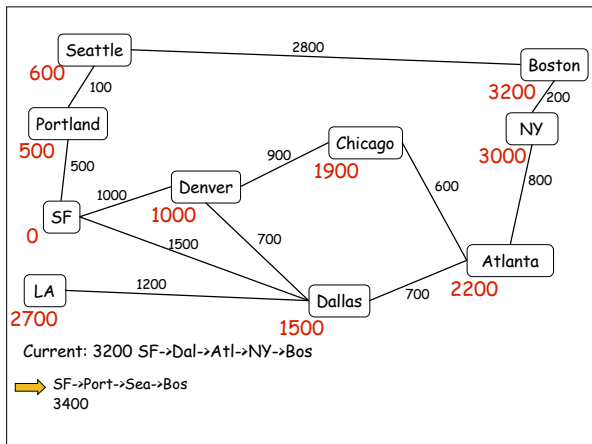 Seattle
2800
Boston
600
3200
100
200
Portland
NY
500
Chicago
3000
500
900
1900
1000
Denver
600
800
SF
1000
0
1500
700
Atlanta
LA
1200
2200
2700
Dallas
700
1500
Current: 3200 SF->Dal->Atl->NY->Bos
SF->Port->Sea->Bos
3400